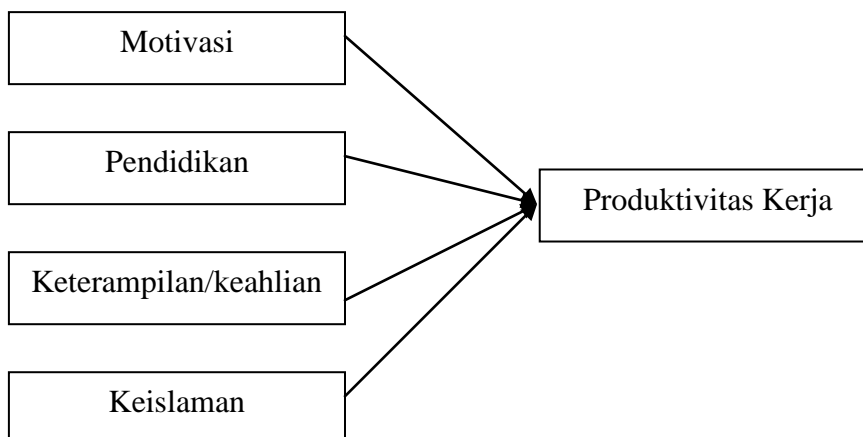 Motivasi
Pendidikan
Keterampilan/keahlian
Keislaman
Produktivitas Kerja